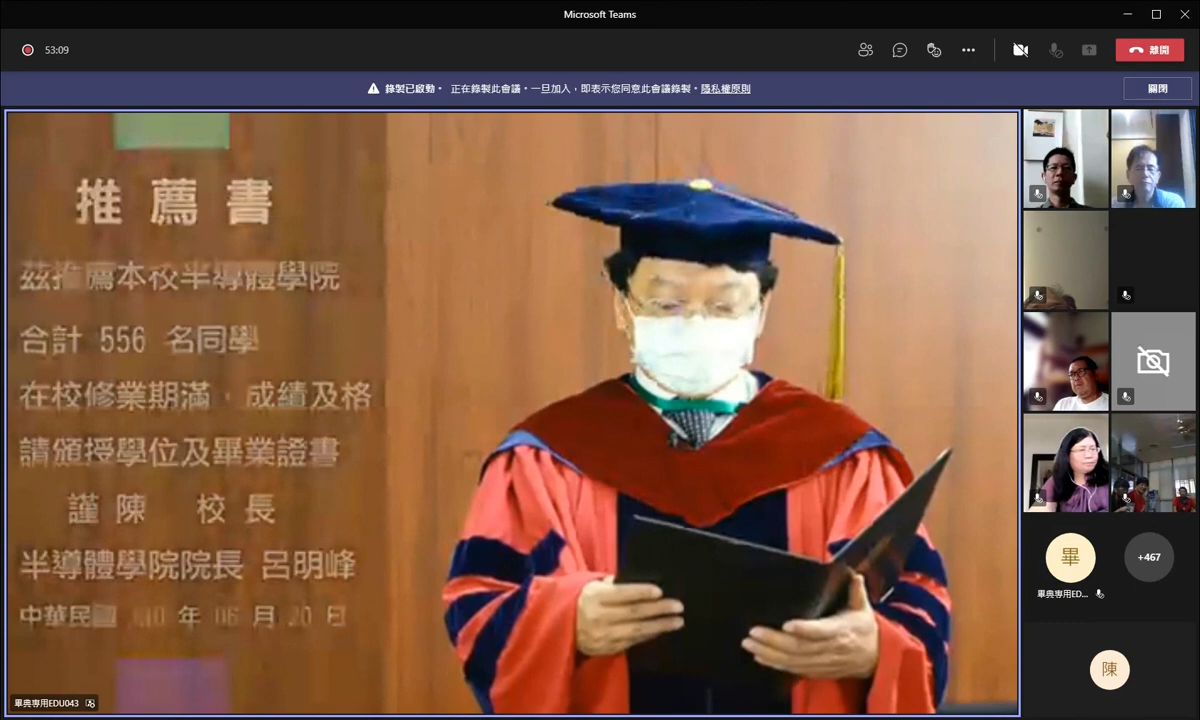 Microsoft Teams
53:09
離開
錄製已啟動。 正在錄製此會議。一旦加入，即表示您同意此會議錄製。隱私權原則
關閉
推薦書
茲推薦本校半導體學院
合計 556 名同學
在校修業期滿，成績及格
請頒授學位及畢業證書
謹陳 校長
半導體學院院長 呂明峰
中華民國 110 年 06 月 20 日
畢典専用EDU043
畢
+467
畢典専用ED...
陳